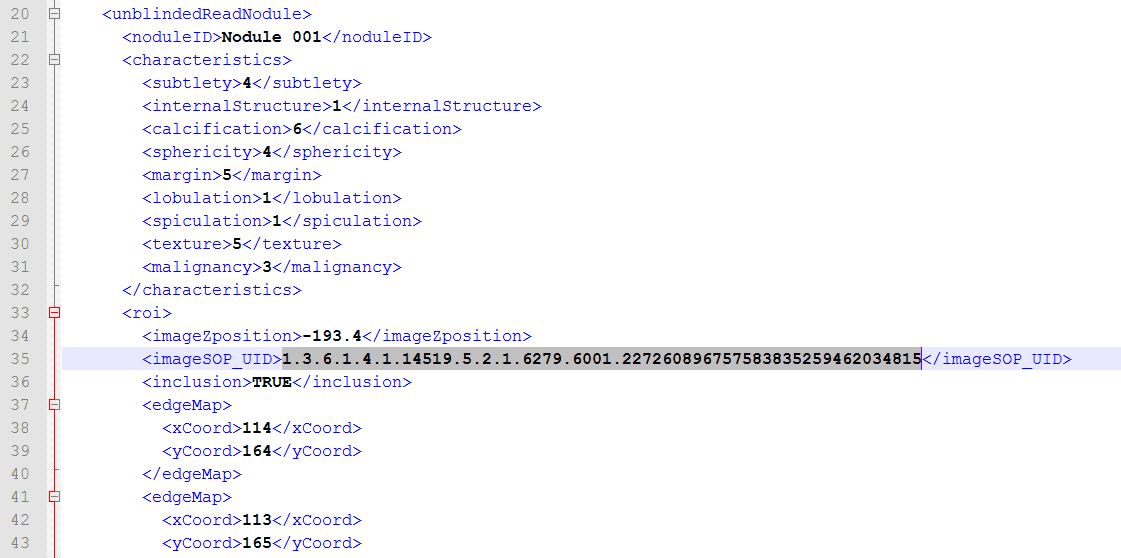 20 <unblindedReadNodule>
21 <noduleID>Nodule 001</noduleID>
22 <characteristics>
23 <subtlety>4</subtlety>
24 <internalStructure>1</internalStructure>
25 <calcification>6</calcification>
26 <sphericity>4</sphericity>
27 <margin>5</margin>
28 <lobulation>1</lobulation>
29 <spiculation>1</spiculation>
30 <texture>5</texture>
31 <malignancy>3</malignancy>
32 </characteristics>
33 <roi>
34 <imageZposition>-193.4</imageZposition>
35 <imageSOP_UID>1.3.6.1.4.1.14519.5.2.1.6279.6001.227260896757583835259462034815</imageSOP_UID>
36 <inclusion>TRUE</inclusion>
37 <edgeMap>
38 <xCoord>114</xCoord>
39 <yCoord>164</yCoord>
40 </edgeMap>
41 <edgeMap>
42 <xCoord>113</xCoord>
43 <yCoord>165</yCoord>